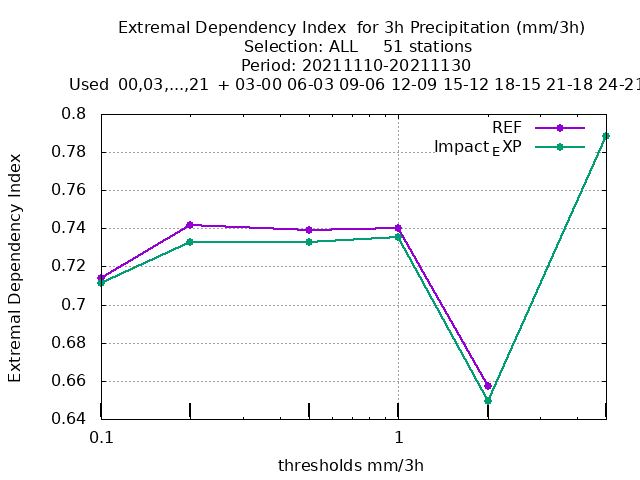 Extremal Dependency Index  for 3h Precipitation (mm/3h)
Selection: ALL     51 stations
Period: 20211110-20211130
Used  00,03,...,21  + 03-00 06-03 09-06 12-09 15-12 18-15 21-18 24-21
0.8
0.78
0.76
0.74
0.72
0.7
0.68
0.66
0.64
Extremal Dependency Index
REF
Impact_EXP
0.1
1
thresholds mm/3h